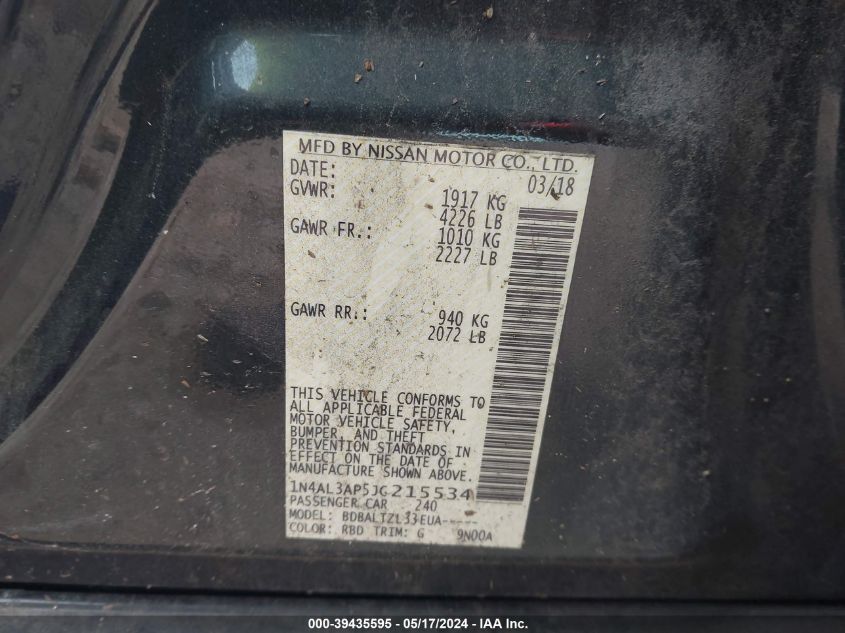 MFD BY NISSAN MOTOR CO., LTD.
DATE: 03/18
GVWR: 1917 KG
4226 LB
GAWR FR.: 1010 KG
2227 LB
GAWR RR.: 940 KG
2072 LB
:
THIS VEHICLE CONFORMS TO
ALL APPLICABLE FEDERAL
MOTOR VEHICLE SAFETY,
BUMPER, AND THEFT
PREVENTION STANDARDS IN
EFFECT ON THE DATE OF
MANUFACTURE SHOWN ABOVE.
1N4AL3AP5JC215534
PASSENGER CAR 240
MODEL: BDBALTZL33EUA-----
COLOR: RBD TRIM: G 9N00A
000-39435595 - 05/17/2024 - IAA Inc.